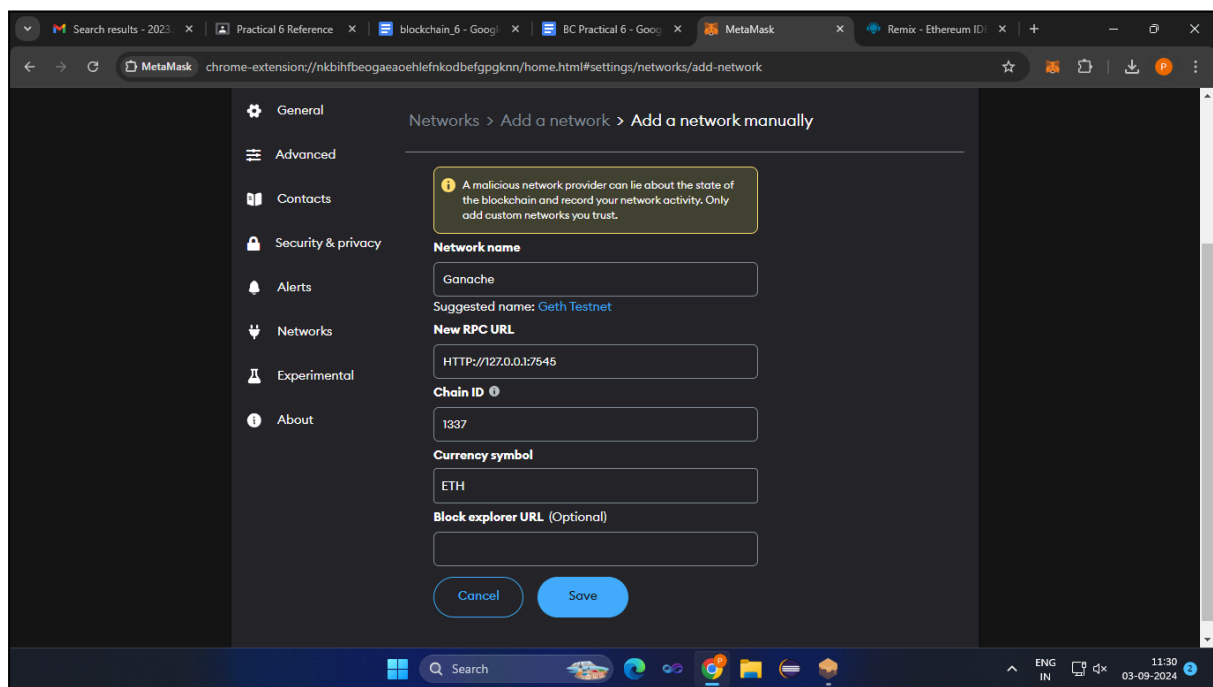 Search results - 2023.
Practical 6 Reference
blockchain_6 - Googl
BC Practical 6 - Goog
MetaMask
Remix - Ethereum ID
MetaMask chrome-extension://nkbihfbeogaeaoehlefnkodbefgpgknn/home.html#settings/networks/add-network
P
General
Advanced
Contacts
Security & privacy
Alerts
Networks
Experimental
About
Networks > Add a network > Add a network manually
A malicious network provider can lie about the state of
the blockchain and record your network activity. Only
add custom networks you trust.
Network name
Ganache
Suggested name: Geth Testnet
New RPC URL
HTTP://127.0.0.1:7545
Chain ID
1337
Currency symbol
ETH
Block explorer URL (Optional)
Cancel Save
Search
ENG
IN
11:30
03-09-2024
2